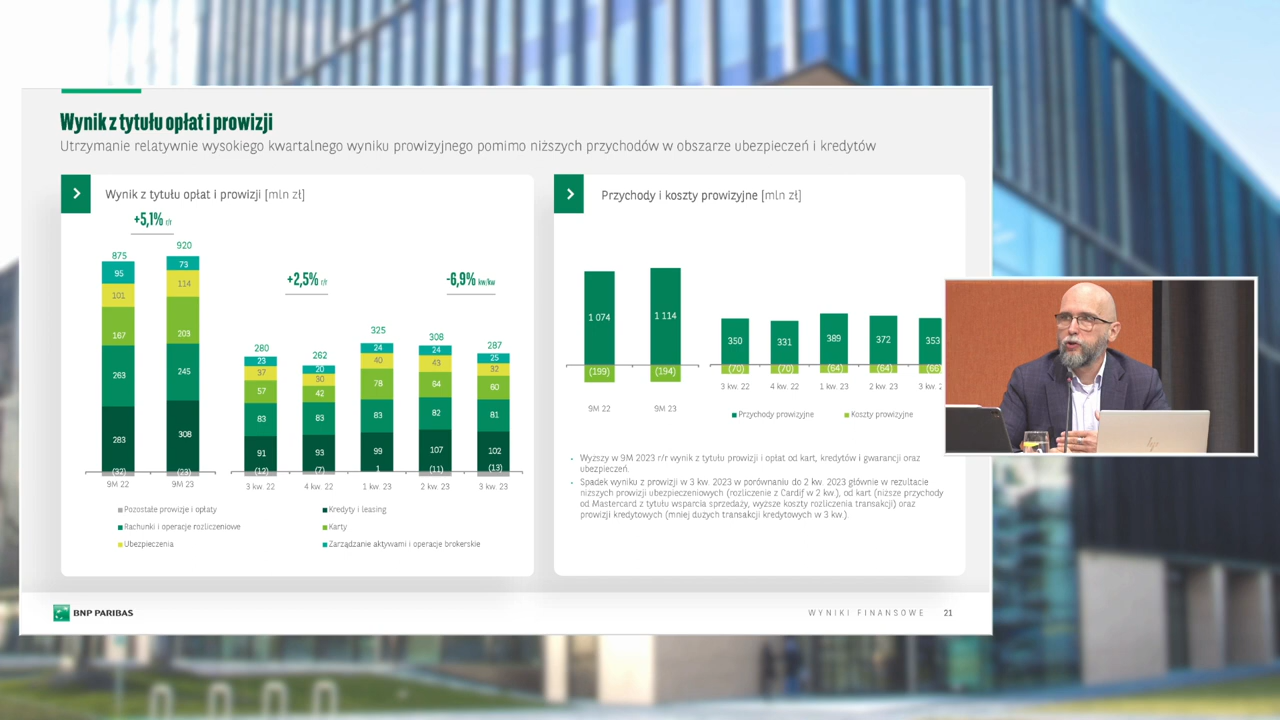 Wynik z tytułu opłat i prowizji
Utrzymanie relatywnie wysokiego kwartalnego wyniku prowizyjnego pomimo niższych przychodów w obszarze ubezpieczeń i kredytów
Wynik z tytułu opłat i prowizji [mln zł]
+5,1% r/r
875
920
95
73
101
114
167
203
263
245
283
308
(32)
(23)
9M 22
9M 23
+2,5% r/r
-6,9% kw/kw
280
262
325
308
287
23
20
24
24
25
37
30
40
43
32
57
42
78
64
60
83
83
83
82
81
91
93
99
107
102
(12)
(7)
1
(11)
(13)
3 kw. 22
4 kw. 22
1 kw. 23
2 kw. 23
3 kw. 23
Pozostałe prowizje i opłaty
Kredyty i leasing
Rachunki i operacje rozliczeniowe
Karty
Ubezpieczenia
Zarządzanie aktywami i operacje brokerskie
Przychody i koszty prowizyjne [mln zł]
1 074
1 114
350
331
389
372
353
(199)
(194)
(70)
(70)
(64)
(64)
(66)
9M 22
9M 23
3 kw. 22
4 kw. 22
1 kw. 23
2 kw. 23
3 kw.
Przychody prowizyjne
Koszty prowizyjne
• Wyższy w 9M 2023 r/r wynik z tytułu prowizji i opłat od kart, kredytów i gwarancji oraz
ubezpieczeń.
• Spadek wyniku z prowizji w 3 kw. 2023 w porównaniu do 2 kw. 2023 głównie w rezultacie
niższych prowizji ubezpieczeniowych (rozliczenie z Cardif w 2 kw.), od kart (niższe przychody
od Mastercard z tytułu wsparcia sprzedaży, wyższe koszty rozliczenia transakcji) oraz
prowizji kredytowych (mniej dużych transakcji kredytowych w 3 kw.).
BNP PARIBAS
WYNIKI FINANSOWE 21